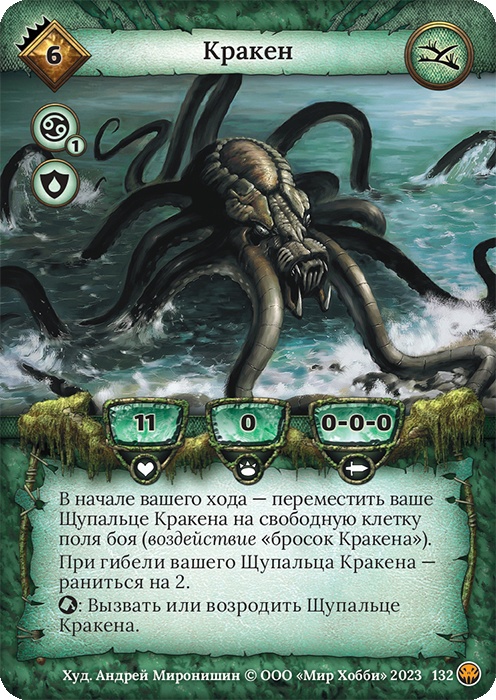 6
Кракен
1
11
0
0-0-0
В начале вашего хода — переместить ваше
Щупальце Кракена на свободную клетку
поля боя (воздействие «бросок Кракена»).
При гибели вашего Щупальца Кракена —
раниться на 2.
: Вызвать или возродить Щупальце
Кракена.
Худ. Андрей Миронишин © ООО «Мир Хобби» 2023 132